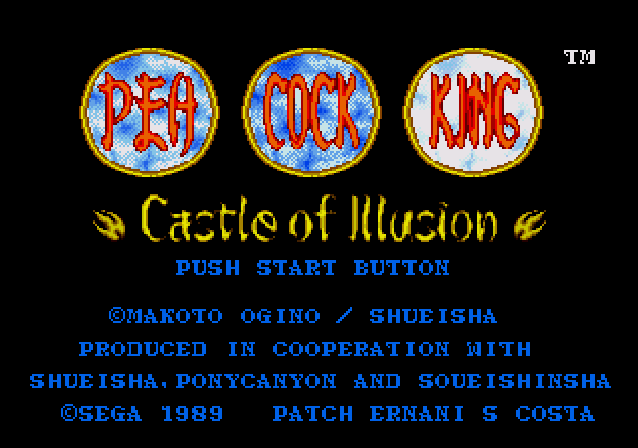 PEA COCK KING TM
Castle of Illusion
PUSH START BUTTON
©MAKOTO OGINO / SHUEISHA
PRODUCED IN COOPERATION WITH
SHUEISHA, PONYCANYON AND SOUEISHINSHA
©SEGA 1989 PATCH ERNANI S COSTA